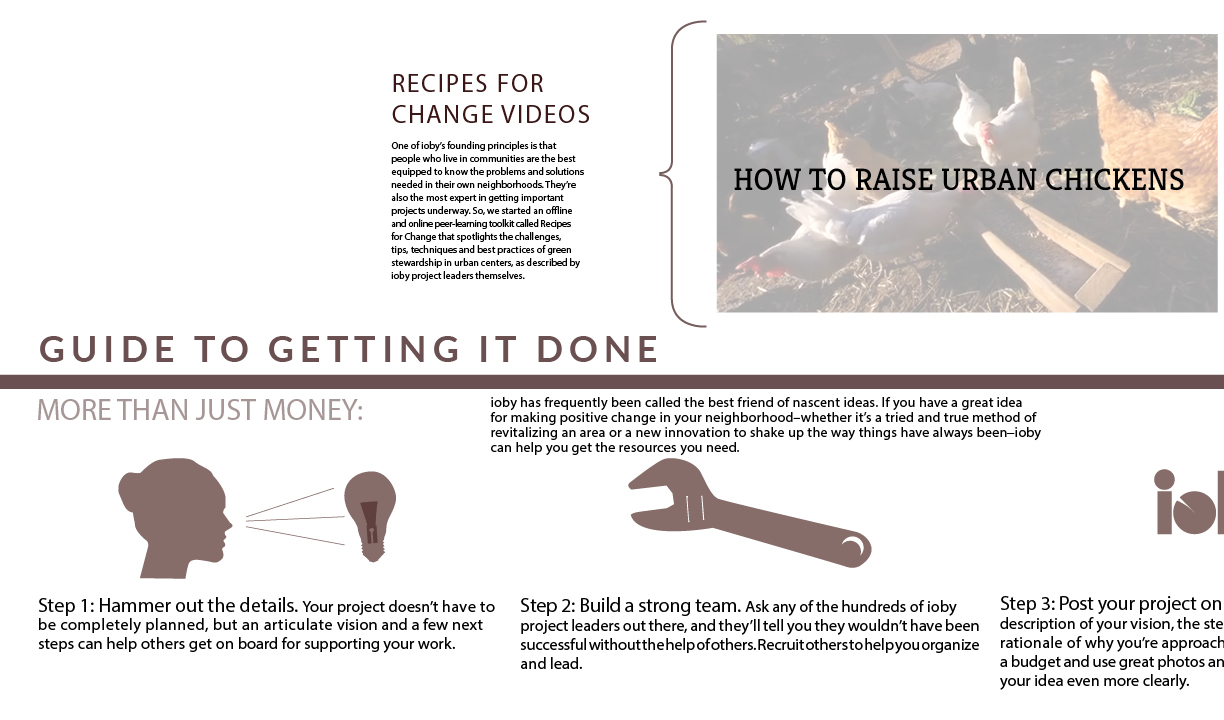 RECIPES FOR
CHANGE VIDEOS
One of ioby's founding principles is that
people who live in communities are the best
equipped to know the problems and solutions
needed in their own neighborhoods. They're
also the most expert in getting important
projects underway. So, we started an offline
and online peer-learning toolkit called Recipes
for Change that spotlights the challenges,
tips, techniques and best practices of green
stewardship in urban centers, as described by
ioby project leaders themselves.
HOW TO RAISE URBAN CHICKENS
GUIDE TO GETTING IT DONE
MORE THAN JUST MONEY:
ioby has frequently been called the best friend of nascent ideas. If you have a great idea
for making positive change in your neighborhood–whether it's a tried and true method of
revitalizing an area or a new innovation to shake up the way things have always been–ioby
can help you get the resources you need.
Step 1: Hammer out the details. Your project doesn't have to
be completely planned, but an articulate vision and a few next
steps can help others get on board for supporting your work.
Step 2: Build a strong team. Ask any of the hundreds of ioby
project leaders out there, and they'll tell you they wouldn't have been
successful without the help of others. Recruit others to help you organize
and lead.
io
Step 3: Post your project on
description of your vision, the ste
rationale of why you're approach
a budget and use great photos an
your idea even more clearly.